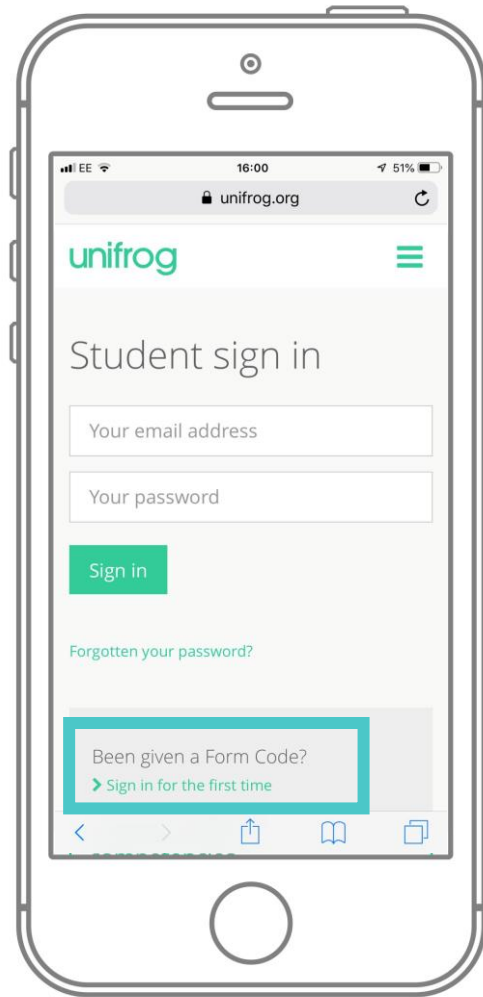 EE 16:00 51%
unifrog.org
unifrog
Student sign in
Your email address
Your password
Sign in
Forgotten your password?
Been given a Form Code?
Sign in for the first time